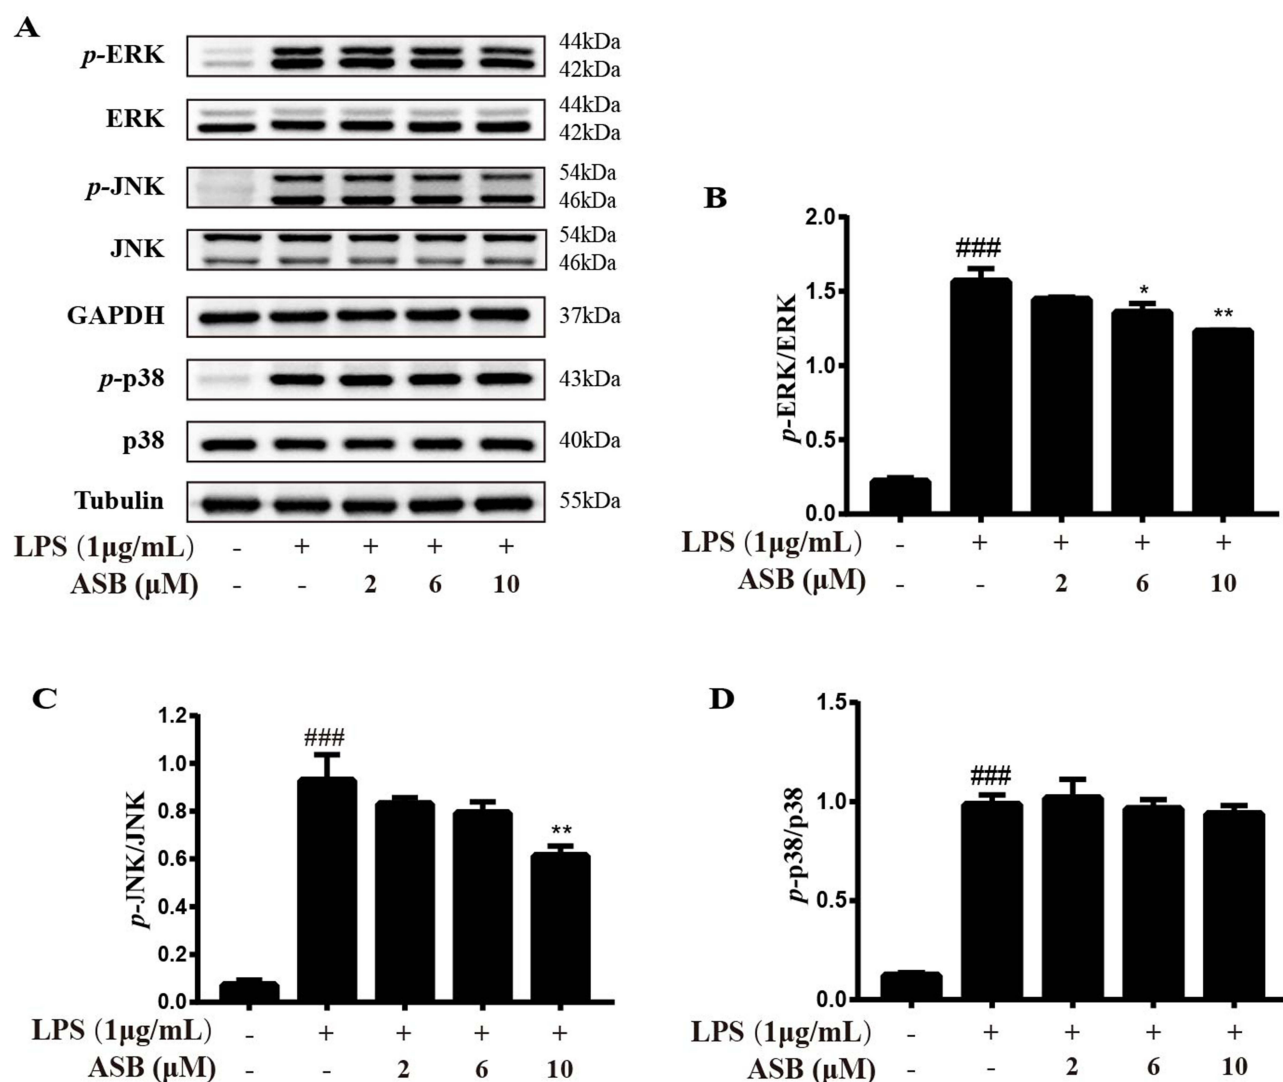 A
p-ERK
44kDa
42kDa
ERK
44kDa
42kDa
p-JNK
54kDa
46kDa
JNK
54kDa
46kDa
GAPDH
37kDa
p-p38
43kDa
p38
40kDa
Tubulin
55kDa
LPS (1μg/mL) - + + + +
ASB (μM) - - 2 6 10
B
p-ERK/ERK
2.0
1.5
1.0
0.5
0.0
###
*
**
LPS (1μg/mL) - + + + +
ASB (μM) - - 2 6 10
C
p-JNK/JNK
1.2
1.0
0.8
0.6
0.4
0.2
0.0
###
**
LPS (1μg/mL) - + + + +
ASB (μM) - - 2 6 10
D
p-p38/p38
1.5
1.0
0.5
0.0
###
LPS (1μg/mL) - + + + +
ASB (μM) - - 2 6 10